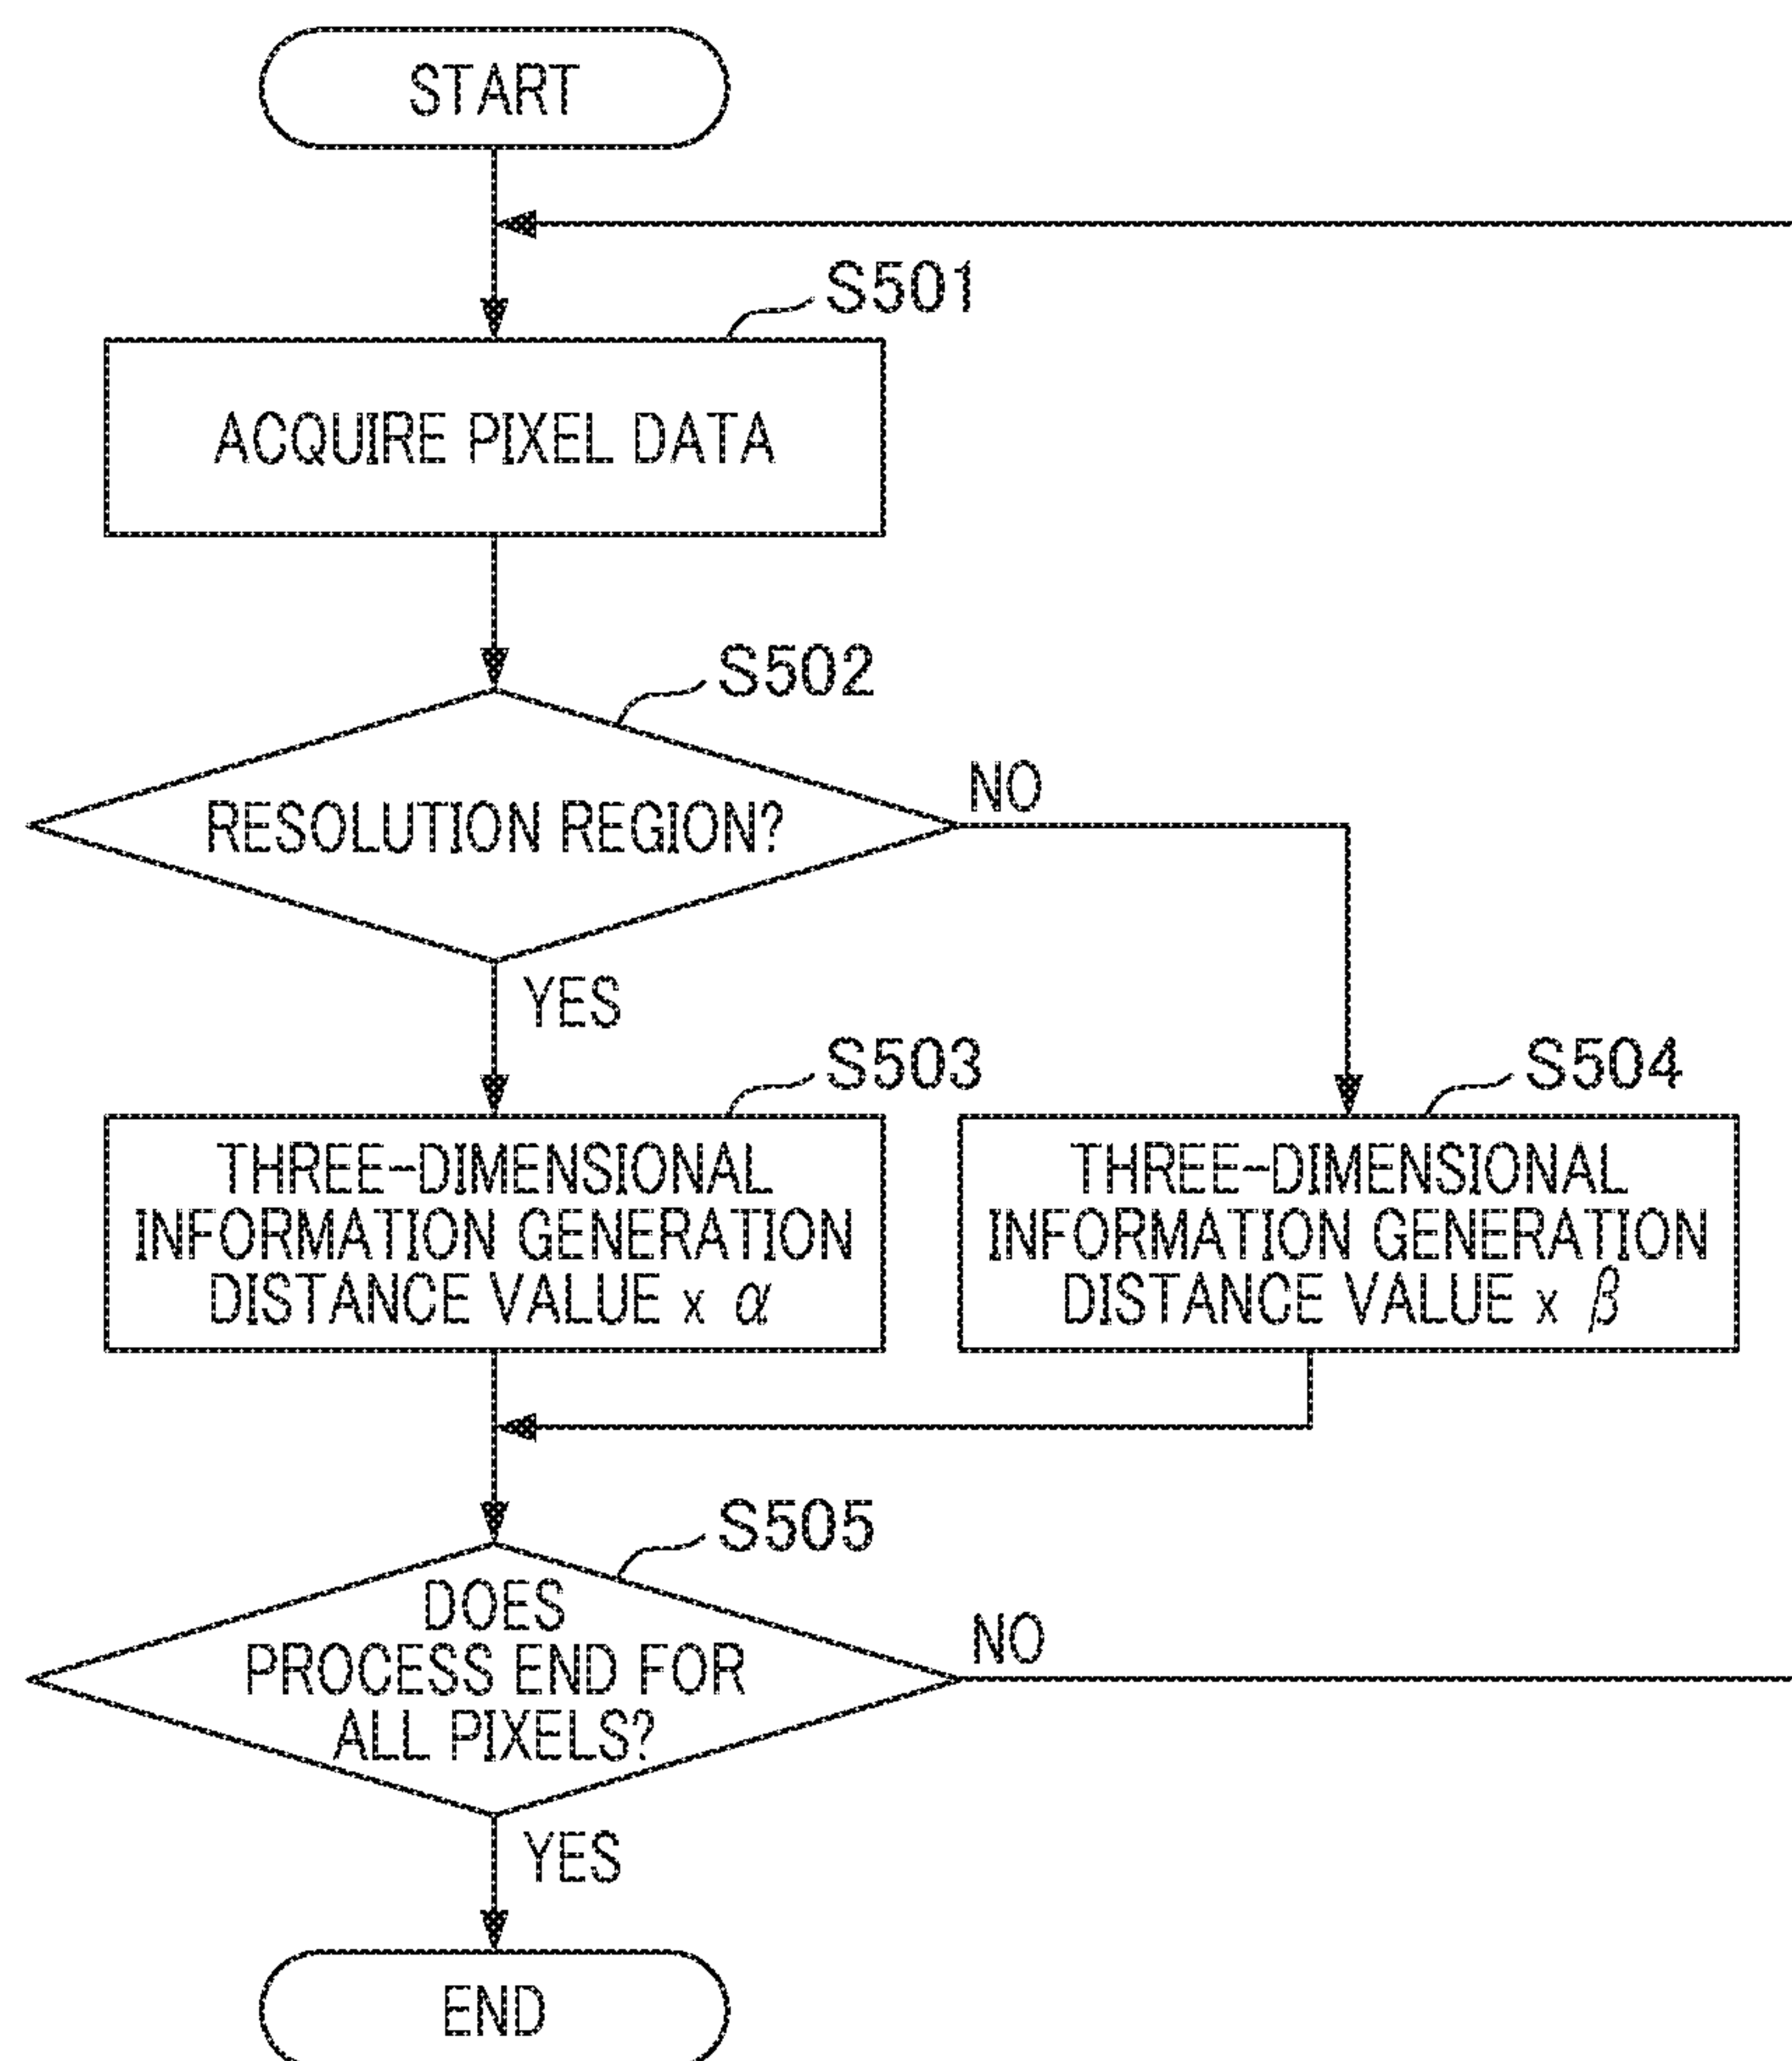 START
S501
ACQUIRE PIXEL DATA
S502
RESOLUTION REGION?
NO
YES
S503
THREE-DIMENSIONAL
INFORMATION GENERATION
DISTANCE VALUE x α
S504
THREE-DIMENSIONAL
INFORMATION GENERATION
DISTANCE VALUE x β
S505
DOES
PROCESS END FOR
ALL PIXELS?
NO
YES
END